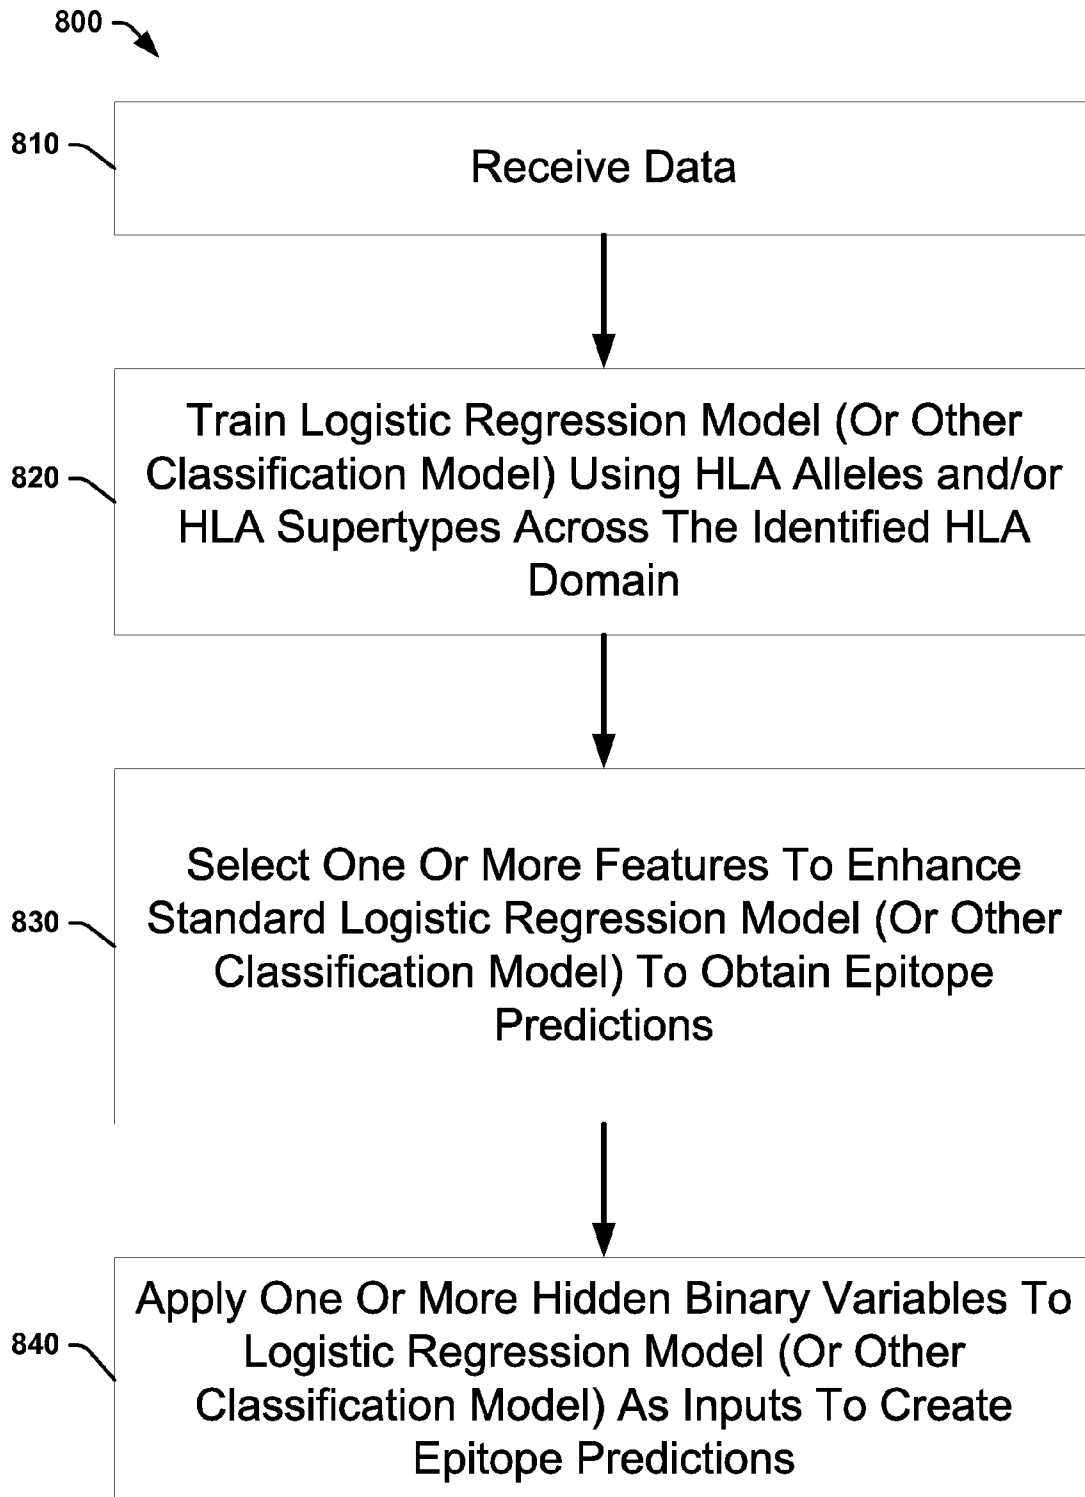 800
810
Receive Data
820
Train Logistic Regression Model (Or Other
Classification Model) Using HLA Alleles and/or
HLA Supertypes Across The Identified HLA
Domain
830
Select One Or More Features To Enhance
Standard Logistic Regression Model (Or Other
Classification Model) To Obtain Epitope
Predictions
840
Apply One Or More Hidden Binary Variables To
Logistic Regression Model (Or Other
Classification Model) As Inputs To Create
Epitope Predictions